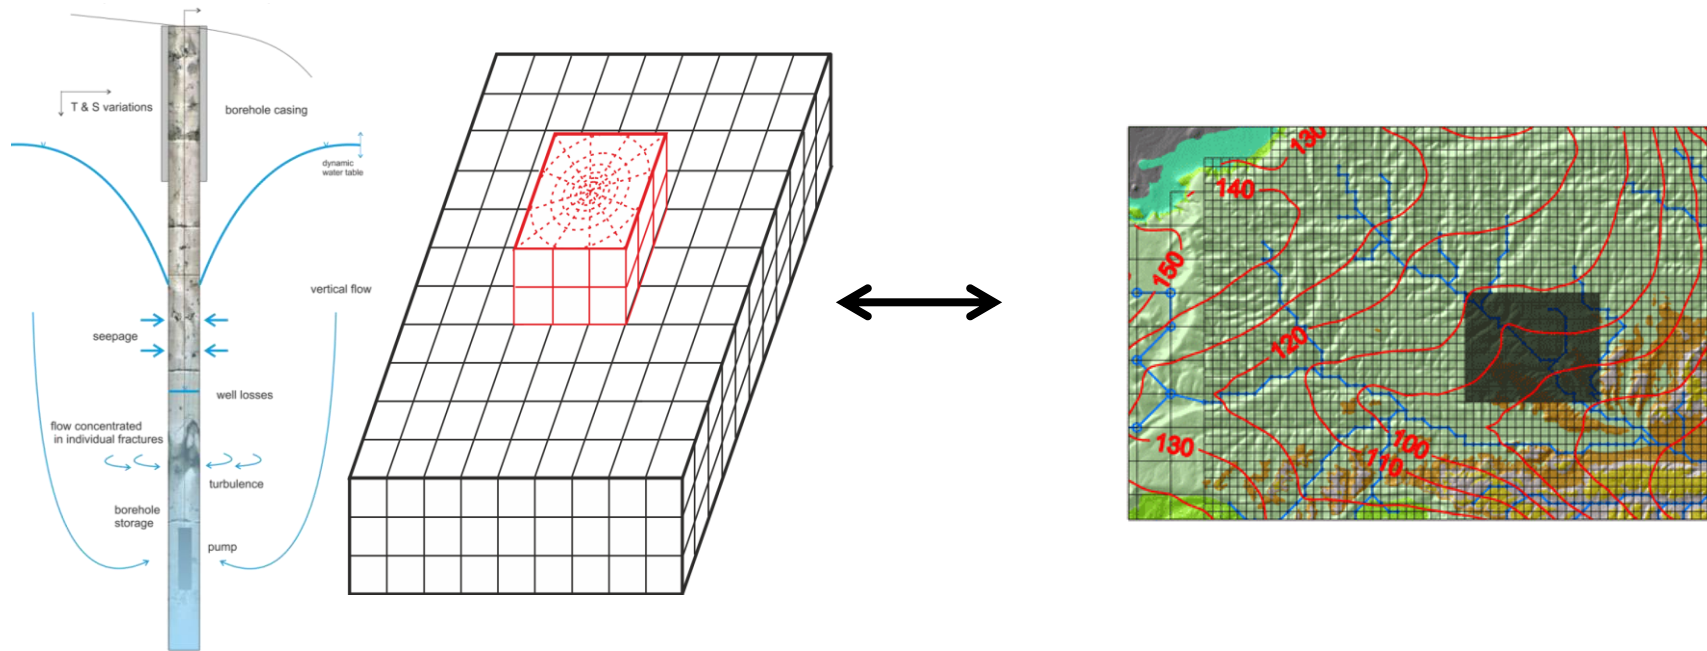 T & S variations
borehole casing
dynamic
water table
vertical flow
seepage
well losses
flow concentrated
in individual fractures
turbulence
borehole
storage
pump
130
140
150
120
130
100
110